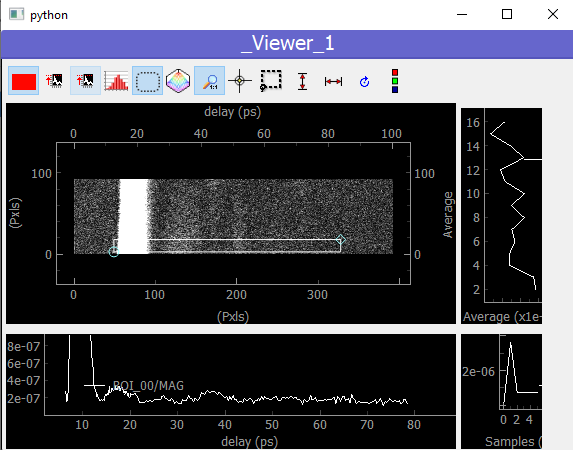 python
_Viewer_1
1:1
delay (ps)
0 20 40 60 80 100
100 100
0 0
(Pxls)
0 100 200 300
(Pxls)
Average
16
14
12
10
8
6
4
2
Average (x1e-
8e-07
6e-07
4e-07
2e-07
ROI_00/MAG
10 20 30 40 50 60 70 80
delay (ps)
2e-06
0 2 4
Samples (